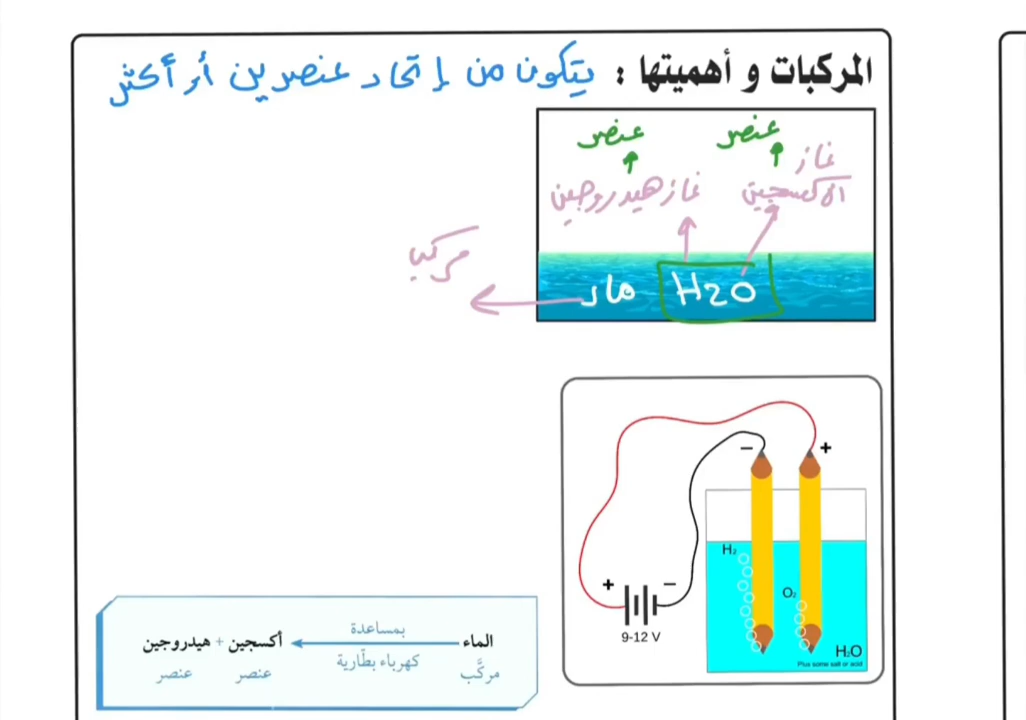 المركبات و أهميتها : يتكون من إتحاد عنصرين أو أكثر
عنصر عنصر
غاز
الاكسجين غاز هيدروجين
مركب
H2O ماء
− +
H₂
O₂
+ −
9-12 V
H₂O
Plus some salt or acid
بمساعدة
الماء أكسجين + هيدروجين
كهرباء بطّارية
مركَّب عنصر عنصر